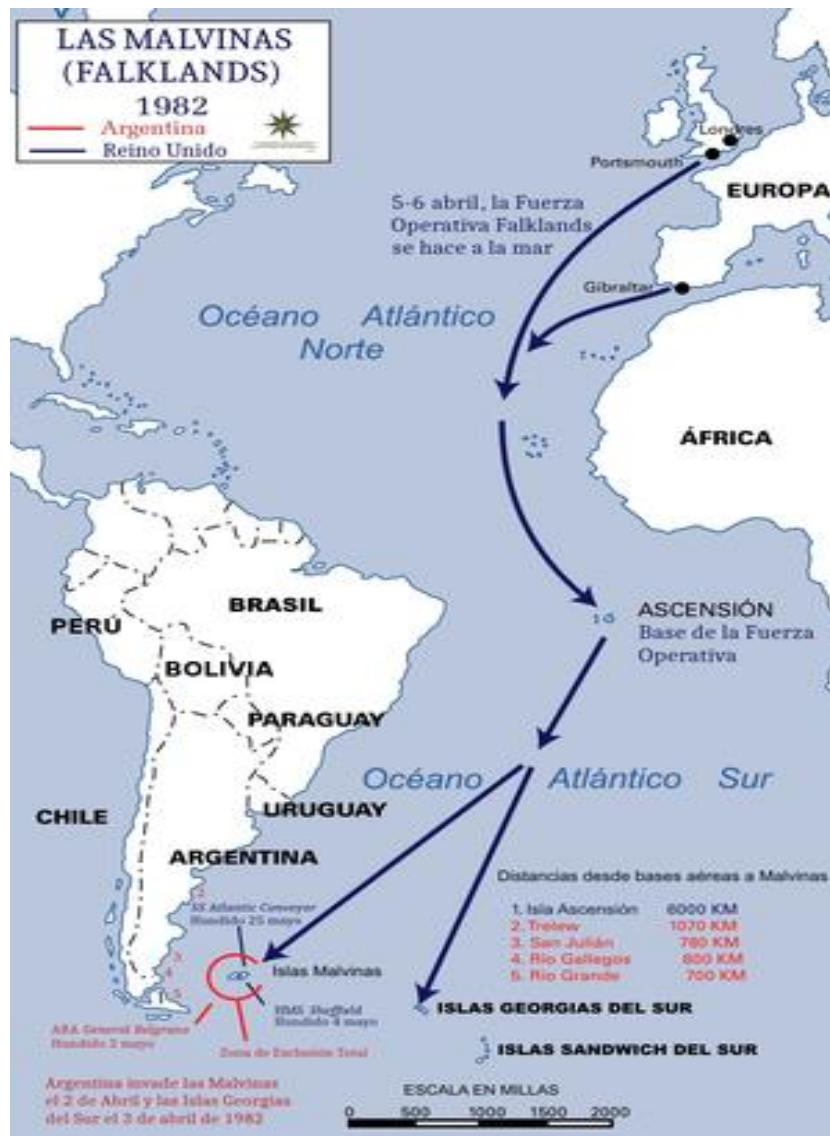 LAS MALVINAS
(FALKLANDS)
1982
Argentina
Reino Unido
Londres
Portsmouth
EUROPA
5-6 abril, la Fuerza
Operativa Falklands
se hace a la mar
Gibraltar
Océano Atlántico
Norte
ÁFRICA
ASCENSIÓN
Base de la Fuerza
Operativa
1
BRASIL
PERÚ
BOLIVIA
PARAGUAY
Océano Atlántico Sur
CHILE
URUGUAY
ARGENTINA
Distancias desde bases aéreas a Malvinas
1. Isla Ascensión 6000 KM
2. Trelew 1070 KM
3. San Julián 780 KM
4. Río Gallegos 800 KM
5. Río Grande 700 KM
2
SS Atlantic Conveyor
Hundido 25 mayo
3
4
5
Islas Malvinas
HMS Sheffield
Hundido 4 mayo
ISLAS GEORGIAS DEL SUR
ARA General Belgrano
Hundido 2 mayo
Zona de Exclusión Total
ISLAS SANDWICH DEL SUR
Argentina invade las Malvinas
el 2 de Abril y las Islas Georgias
del Sur el 3 de abril de 1982
ESCALA EN MILLAS
0 500 1000 1500 2000